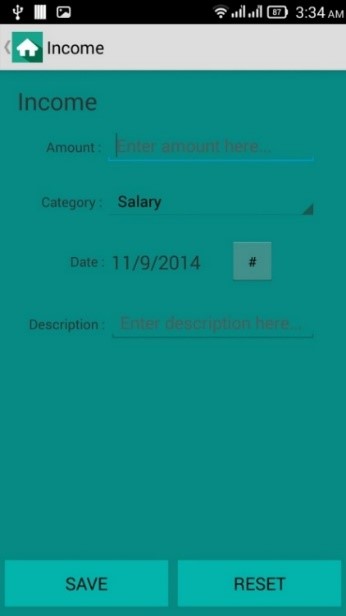 87 3:34 AM
Income
Income
Amount : Enter amount here...
Category : Salary
Date : 11/9/2014 #
Description : Enter description here...
SAVE RESET